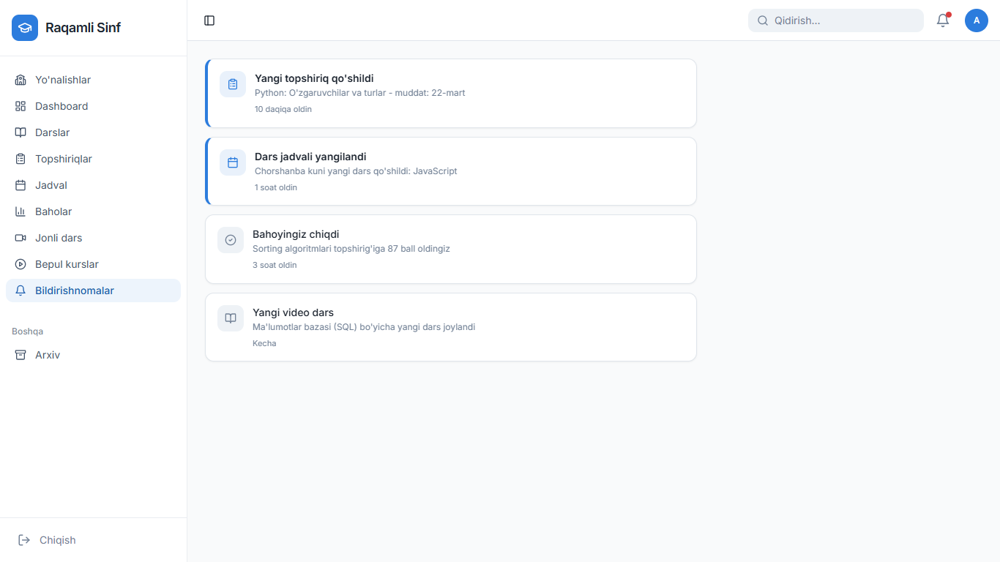 Raqamli Sinf
Qidirish...
A
Yo'nalishlar
Dashboard
Darslar
Topshiriqlar
Jadval
Baholar
Jonli dars
Bepul kurslar
Bildirishnomalar
Boshqa
Arxiv
Chiqish
Yangi topshiriq qo'shildi
Python: O'zgaruvchilar va turlar - muddat: 22-mart
10 daqiqa oldin
Dars jadvali yangilandi
Chorshanba kuni yangi dars qo'shildi: JavaScript
1 soat oldin
Bahoyingiz chiqdi
Sorting algoritmlari topshirig'iga 87 ball oldingiz
3 soat oldin
Yangi video dars
Ma'lumotlar bazasi (SQL) bo'yicha yangi dars joylandi
Kecha